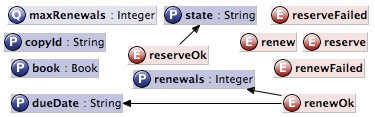 Q maxRenewals : Integer
P state : String
E reserveFailed
P copyId : String
E renew
E reserve
E reserveOk
P book : Book
E renewFailed
P renewals : Integer
P dueDate : String
E renewOk